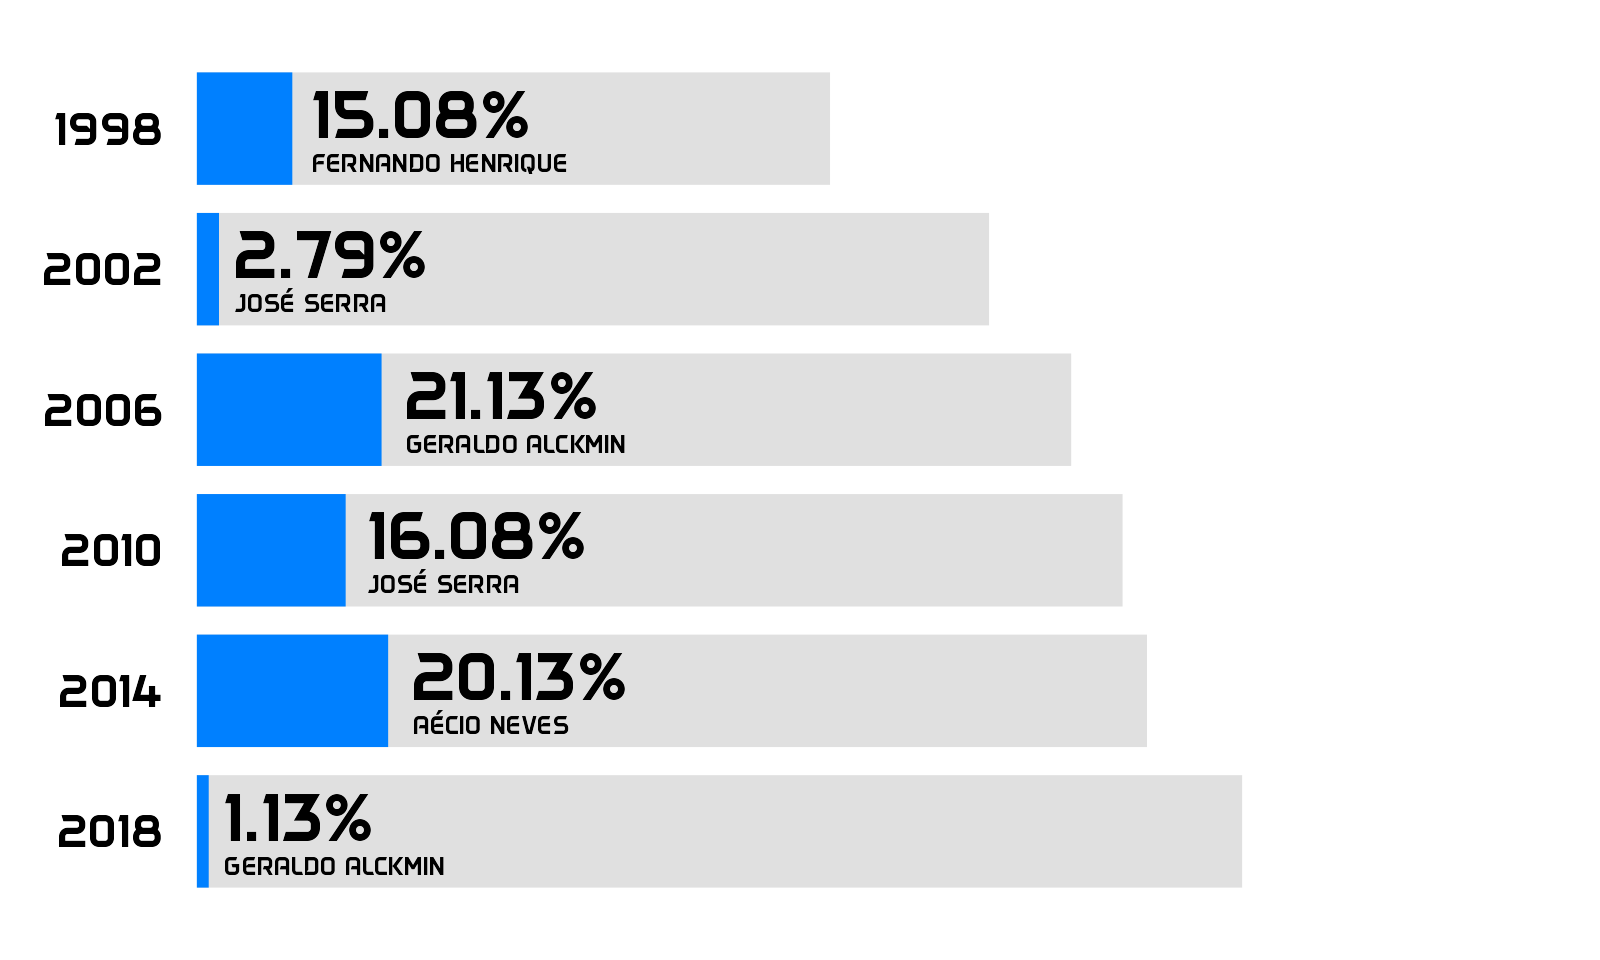 1998
15.08%
FERNANDO HENRIQUE
2002
2.79%
JOSÉ SERRA
2006
21.13%
GERALDO ALCKMIN
2010
16.08%
JOSÉ SERRA
2014
20.13%
AÉCIO NEVES
2018
1.13%
GERALDO ALCKMIN